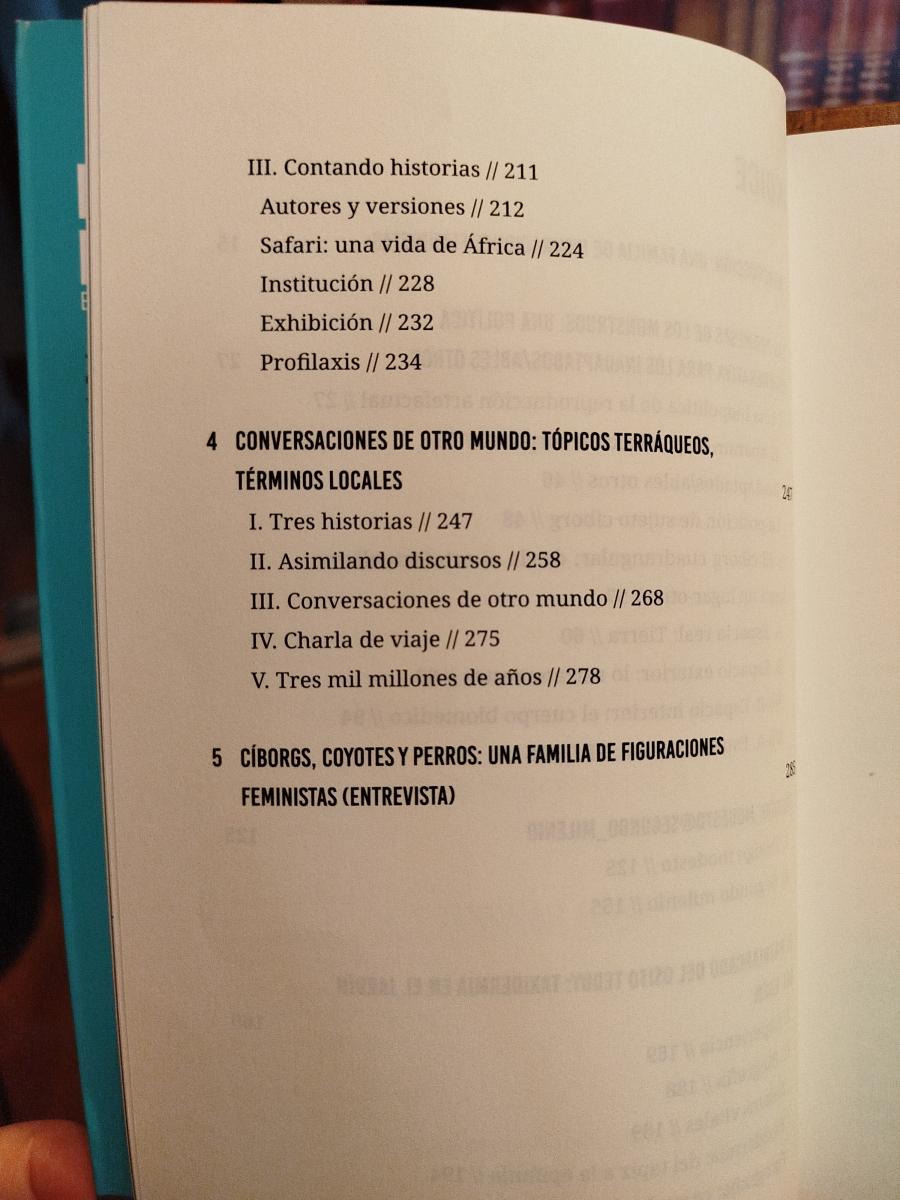 III. Contando historias // 211
Autores y versiones // 212
Safari: una vida de África // 224
Institución // 228
Exhibición // 232
Profilaxis // 234
4 CONVERSACIONES DE OTRO MUNDO: TÓPICOS TERRÁQUEOS,
TÉRMINOS LOCALES 247
I. Tres historias // 247
II. Asimilando discursos // 258
III. Conversaciones de otro mundo // 268
IV. Charla de viaje // 275
V. Tres mil millones de años // 278
5 CÍBORGS, COYOTES Y PERROS: UNA FAMILIA DE FIGURACIONES
FEMINISTAS (ENTREVISTA)